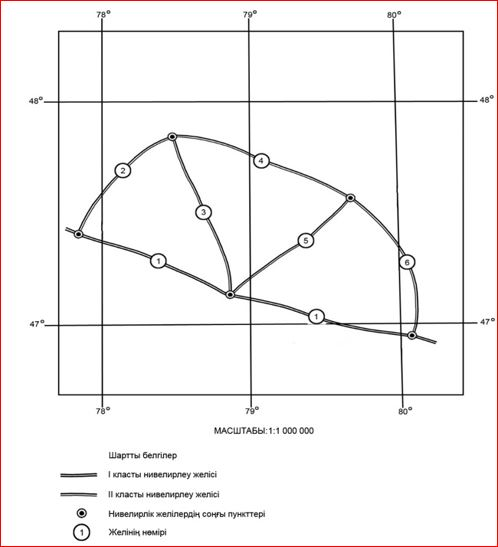 78° 79° 80°
48° 48°
4
2
3
5
1
6
1
47° 47°
78° 79° 80°
МАСШТАБЫ:1:1 000 000
Шартты белгілер
I класты нивелирлеу желісі
II класты нивелирлеу желісі
Нивелирлік желілердің соңғы пункттері
1 Желінің нөмірі